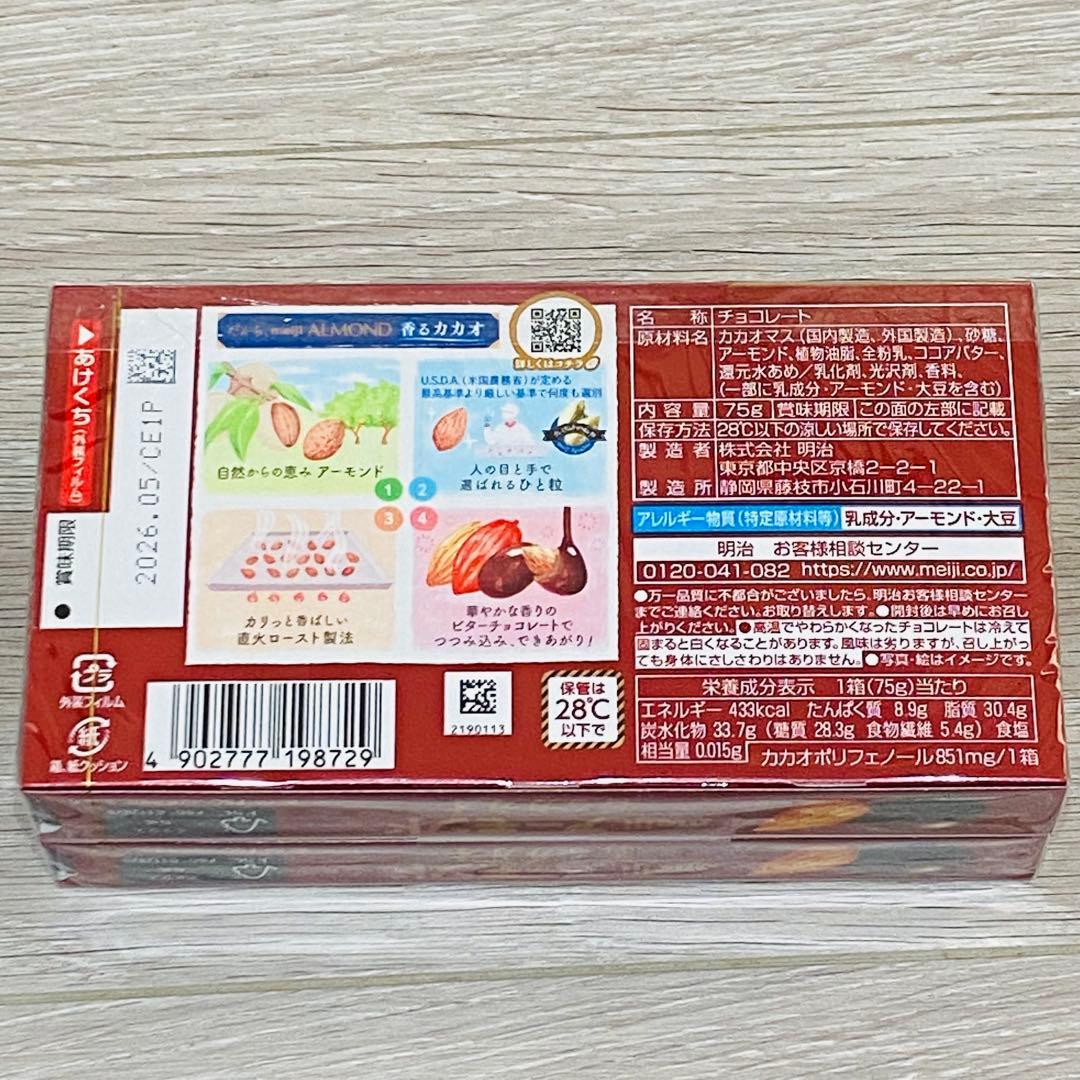 ▶あけくち(外装フィルム)
2026.05/CE1P
●賞味期限
プラ
外装フィルム
紙
箱、紙クッション
meiji ALMOND 香るカカオ
詳しくはコチラ
自然からの恵み アーモンド
1
U.S.D.A.(米国農務省)が定める
最高基準より厳しい基準で何度も選別
人の目と手で
選ばれるひと粒
2
カリっと香ばしい
直火ロースト製法
3
4
華やかな香りの
ビターチョコレートで
つつみ込み、できあがり!
4 902777 198729
2190113
保管は
28℃
以下で
名称 チョコレート
原材料名 カカオマス(国内製造、外国製造)、砂糖、
アーモンド、植物油脂、全粉乳、ココアバター、
還元水あめ/乳化剤、光沢剤、香料、
(一部に乳成分・アーモンド・大豆を含む)
内容量 75g 賞味期限 この面の左部に記載
保存方法 28℃以下の涼しい場所で保存してください。
製造者 株式会社 明治
東京都中央区京橋2-2-1
製造所 静岡県藤枝市小石川町4-22-1
アレルギー物質(特定原材料等) 乳成分・アーモンド・大豆
明治 お客様相談センター
0120-041-082 https://www.meiji.co.jp/
●万一品質に不都合がございましたら、明治お客様相談センター
までご連絡ください。お取り替えします。●開封後は早めにお召し
上がりください。●高温でやわらかくなったチョコレートは冷えて
固まると白くなることがあります。風味は劣りますが、召し上がっ
ても身体にさしさわりはありません。●写真・絵はイメージです。
栄養成分表示 1箱(75g)当たり
エネルギー 433kcal たんぱく質 8.9g 脂質 30.4g
炭水化物 33.7g (糖質 28.3g 食物繊維 5.4g) 食塩
相当量 0.015g カカオポリフェノール851mg/1箱